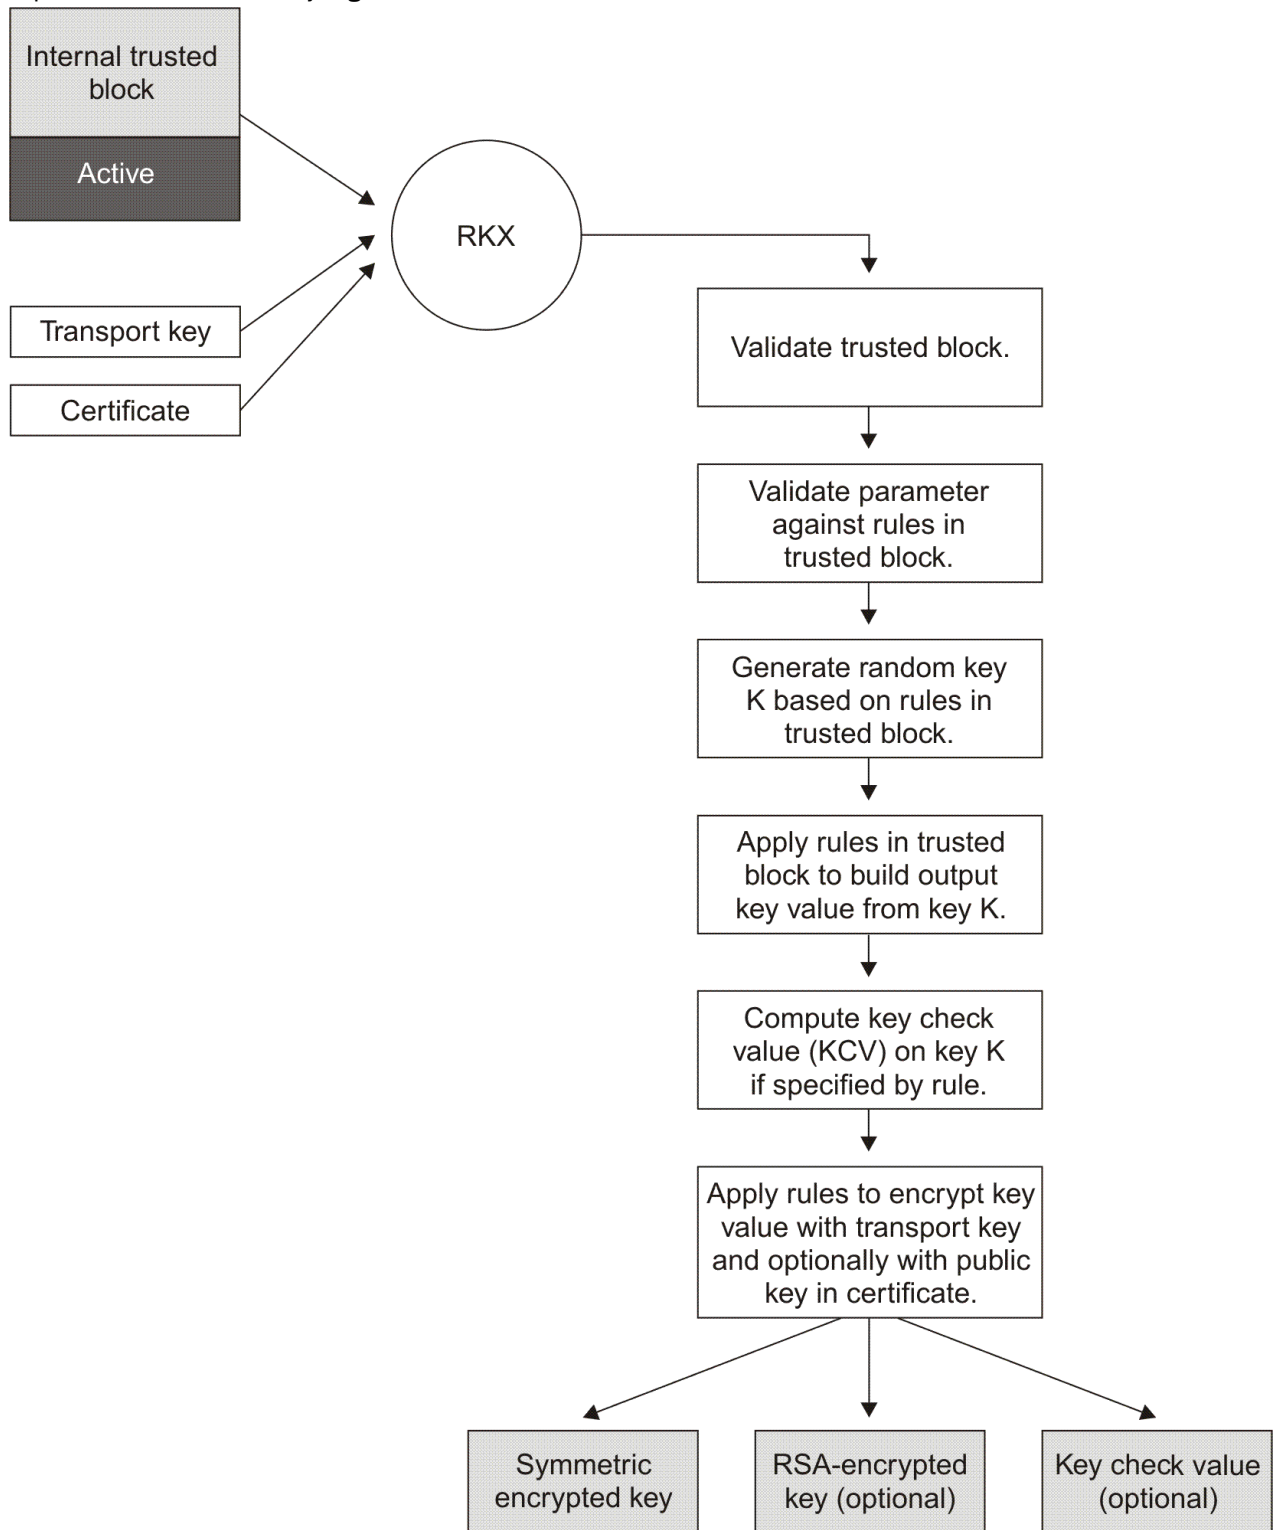 Internal trusted
block
Active
Transport key
Certificate
RKX
Validate trusted block.
Validate parameter
against rules in
trusted block.
Generate random key
K based on rules in
trusted block.
Apply rules in trusted
block to build output
key value from key K.
Compute key check
value (KCV) on key K
if specified by rule.
Apply rules to encrypt key
value with transport key
and optionally with public
key in certificate.
Symmetric
encrypted key
RSA-encrypted
key (optional)
Key check value
(optional)